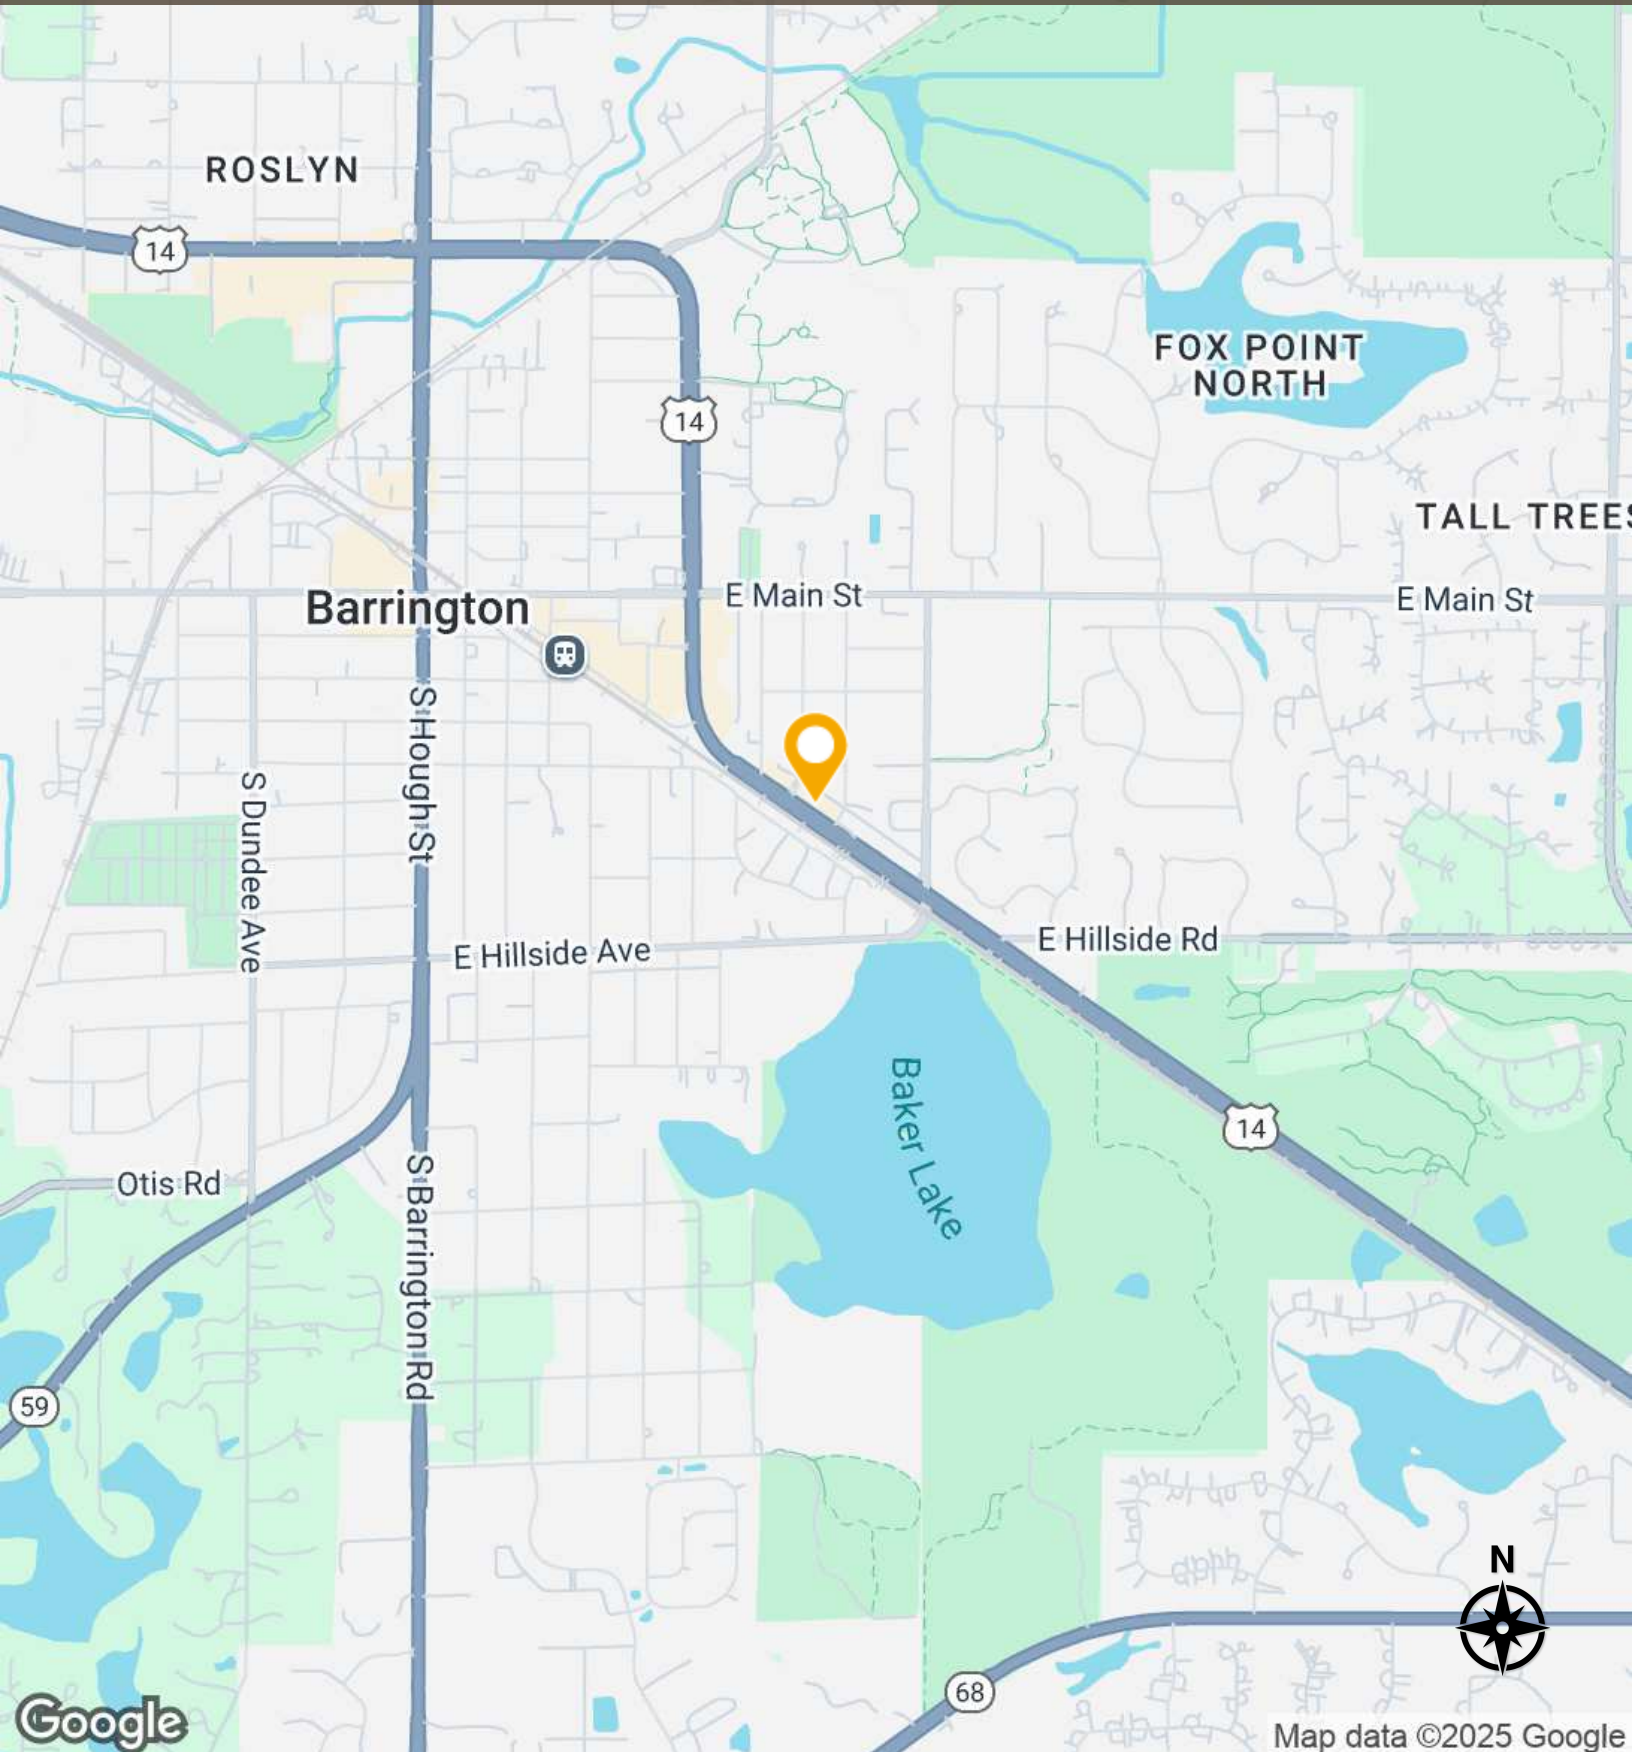 ROSLYN
14
FOX POINT
NORTH
14
TALL TREES
E Main St
E Main St
Barrington
S Hough St
S Dundee Ave
E Hillside Ave
E Hillside Rd
Baker Lake
14
Otis Rd
S Barrington Rd
59
N
68
Google
Map data ©2025 Google